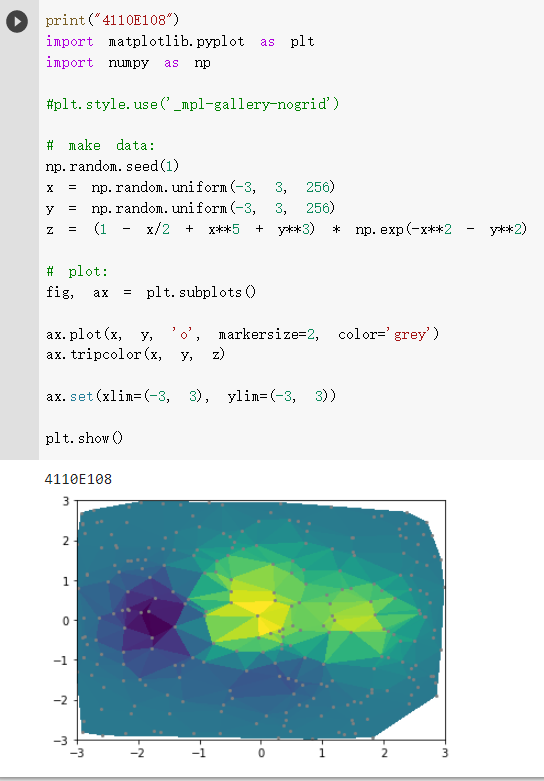 print("4110E108")
import matplotlib.pyplot as plt
import numpy as np
#plt.style.use('_mpl-gallery-nogrid')
# make data:
np.random.seed(1)
x = np.random.uniform(-3, 3, 256)
y = np.random.uniform(-3, 3, 256)
z = (1 - x/2 + x**5 + y**3) * np.exp(-x**2 - y**2)
# plot:
fig, ax = plt.subplots()
ax.plot(x, y, 'o', markersize=2, color='grey')
ax.tripcolor(x, y, z)
ax.set(xlim=(-3, 3), ylim=(-3, 3))
plt.show()
4110E108
3
2
1
0
−1
−2
−3
−3 −2 −1 0 1 2 3